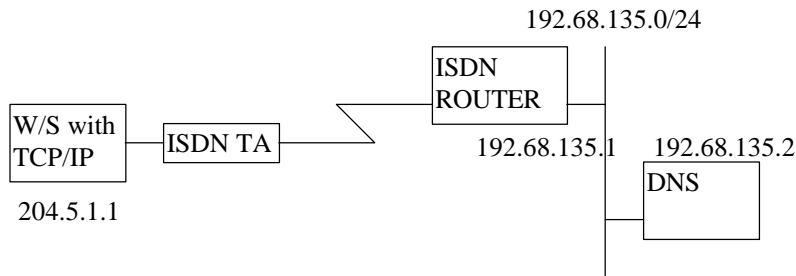 192.68.135.0/24
ISDN
ROUTER
W/S with
TCP/IP
ISDN TA
192.68.135.1
192.68.135.2
DNS
204.5.1.1